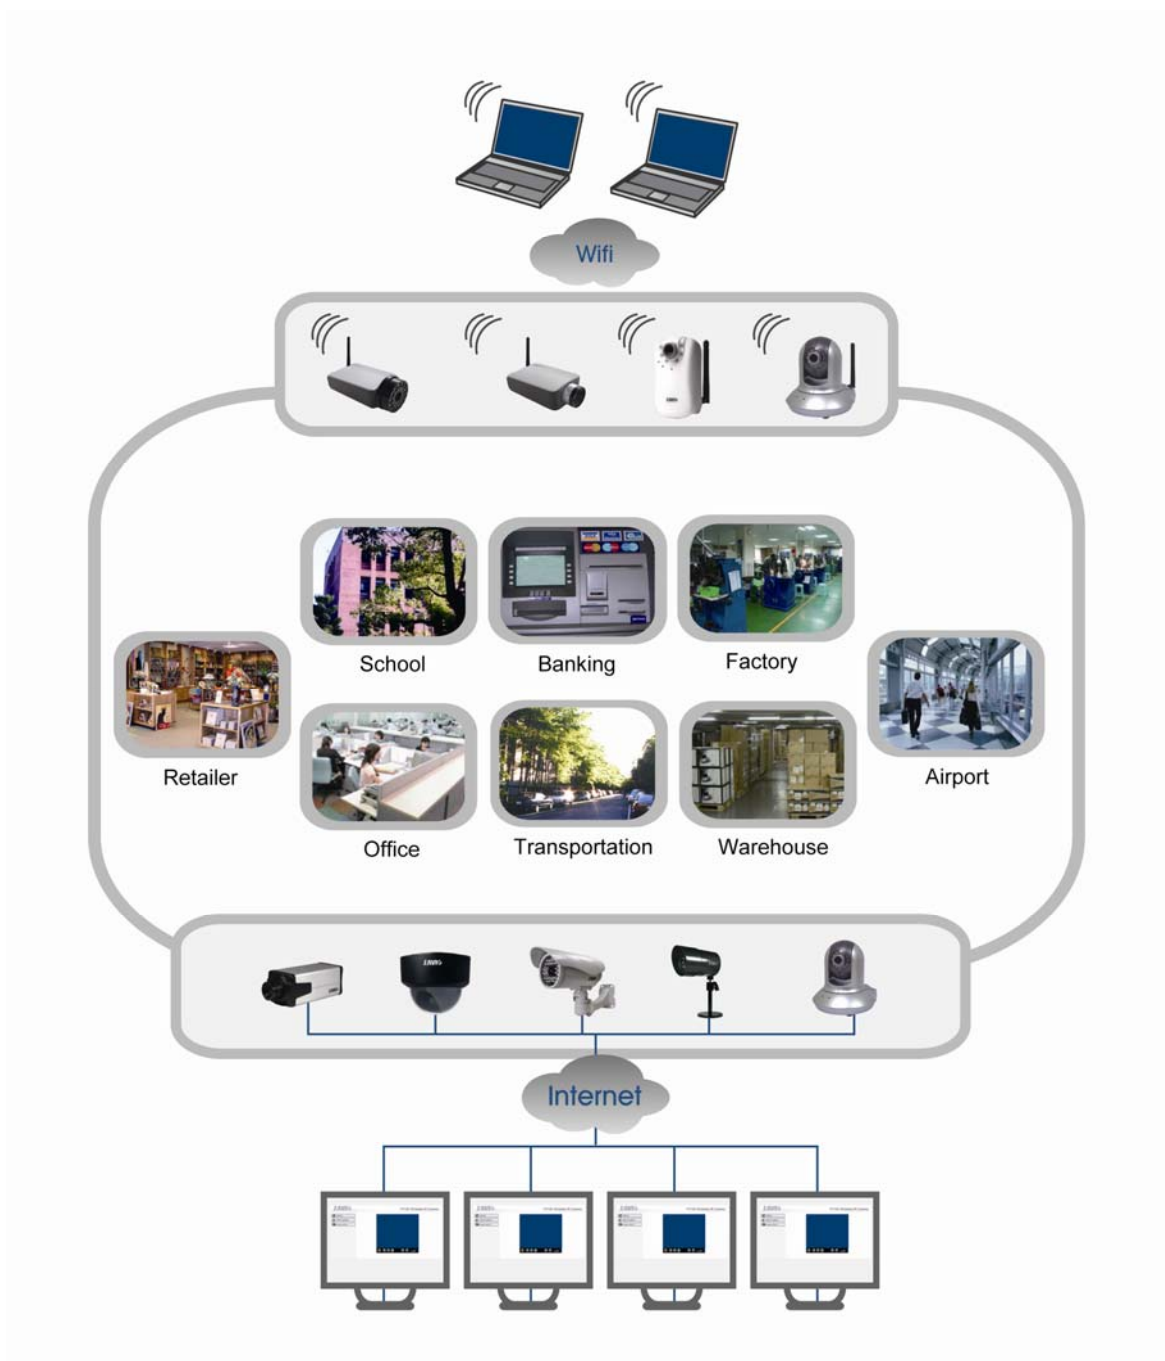 Wifi
School
Banking
Factory
Retailer
Airport
Office
Transportation
Warehouse
Internet